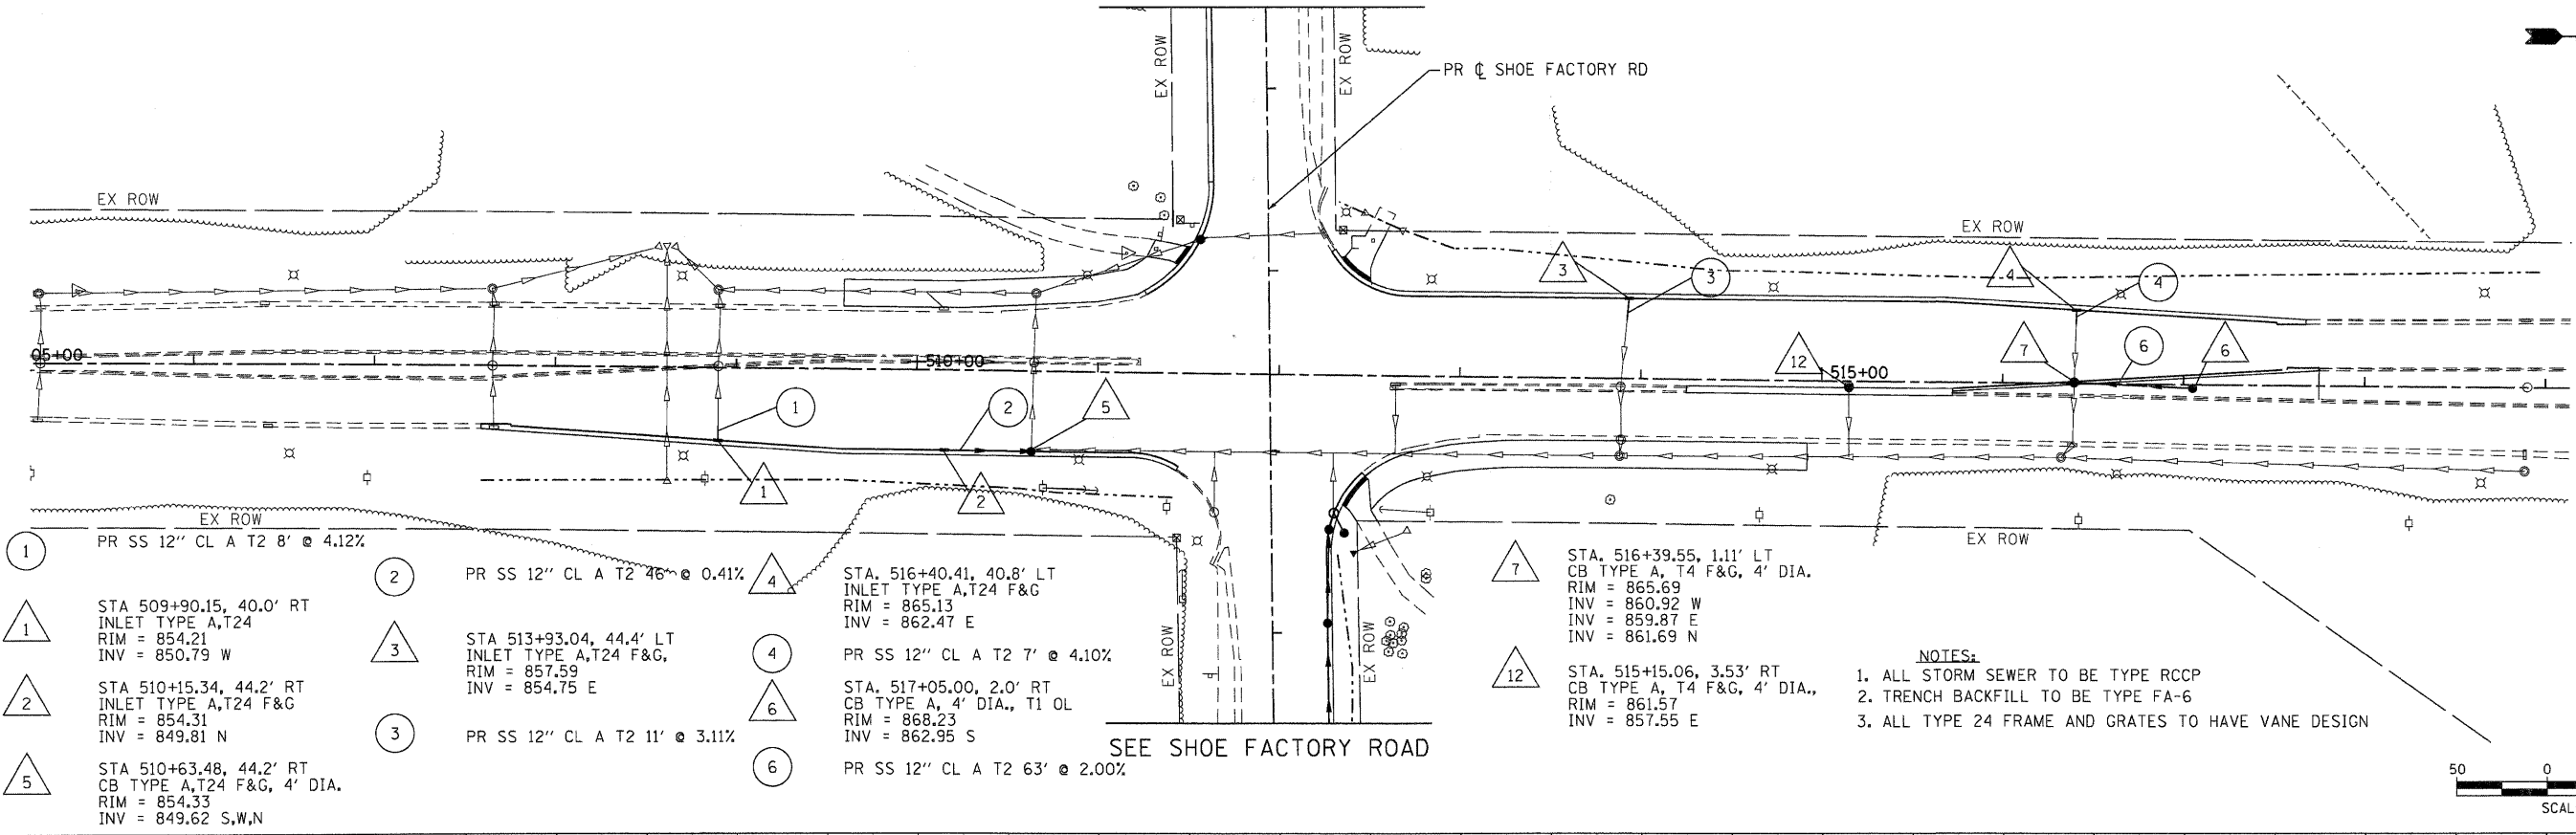 EX ROW
EX ROW
PR ℄ SHOE FACTORY RD
EX ROW
EX ROW
3
3
4
4
05+00
510+00
12
515+00
7
6
6
1
2
5
1
2
EX ROW
EX ROW
EX ROW
EX ROW
1
PR SS 12'' CL A T2 8' @ 4.12%
1
STA 509+90.15, 40.0' RT
INLET TYPE A,T24
RIM = 854.21
INV = 850.79 W
2
STA 510+15.34, 44.2' RT
INLET TYPE A,T24 F&G
RIM = 854.31
INV = 849.81 N
5
STA 510+63.48, 44.2' RT
CB TYPE A,T24 F&G, 4' DIA.
RIM = 854.33
INV = 849.62 S,W,N
2
PR SS 12'' CL A T2 46' @ 0.41%
3
STA 513+93.04, 44.4' LT
INLET TYPE A,T24 F&G,
RIM = 857.59
INV = 854.75 E
3
PR SS 12'' CL A T2 11' @ 3.11%
4
STA. 516+40.41, 40.8' LT
INLET TYPE A,T24 F&G
RIM = 865.13
INV = 862.47 E
4
PR SS 12'' CL A T2 7' @ 4.10%
6
STA. 517+05.00, 2.0' RT
CB TYPE A, 4' DIA., T1 OL
RIM = 868.23
INV = 862.95 S
6
PR SS 12'' CL A T2 63' @ 2.00%
SEE SHOE FACTORY ROAD
7
STA. 516+39.55, 1.11' LT
CB TYPE A, T4 F&G, 4' DIA.
RIM = 865.69
INV = 860.92 W
INV = 859.87 E
INV = 861.69 N
12
STA. 515+15.06, 3.53' RT
CB TYPE A, T4 F&G, 4' DIA.,
RIM = 861.57
INV = 857.55 E
NOTES:
1. ALL STORM SEWER TO BE TYPE RCCP
2. TRENCH BACKFILL TO BE TYPE FA-6
3. ALL TYPE 24 FRAME AND GRATES TO HAVE VANE DESIGN
50 0
SCAL